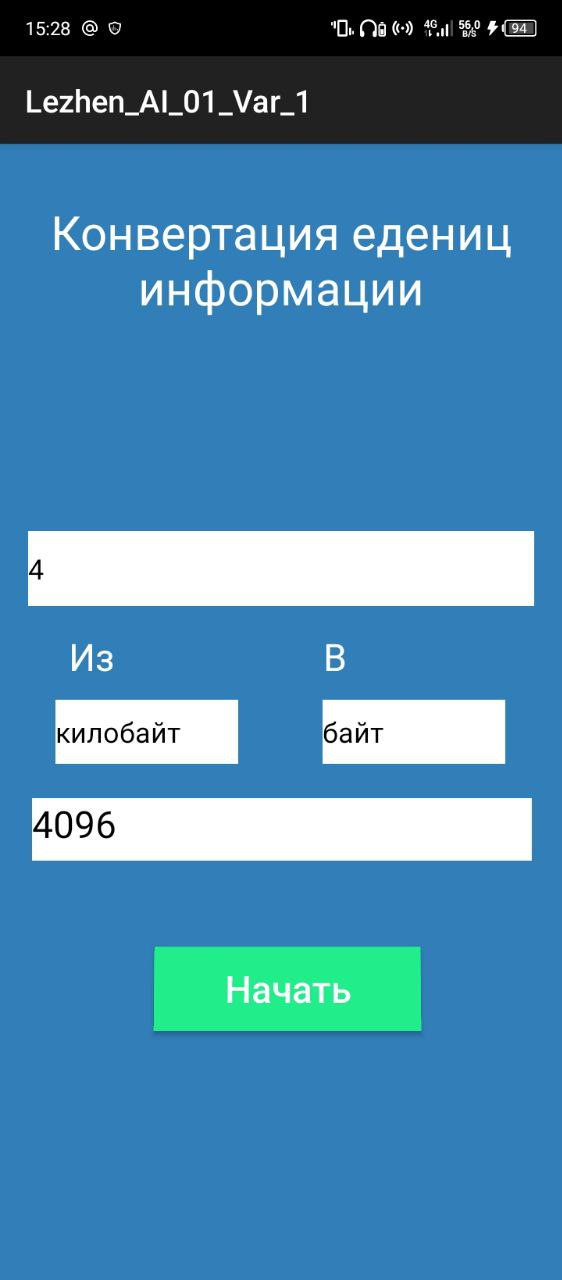 15:28 @ 4G 56,0 B/S 94
Lezhen_AI_01_Var_1
Конвертация едениц
информации
4
Из В
килобайт байт
4096
Начать